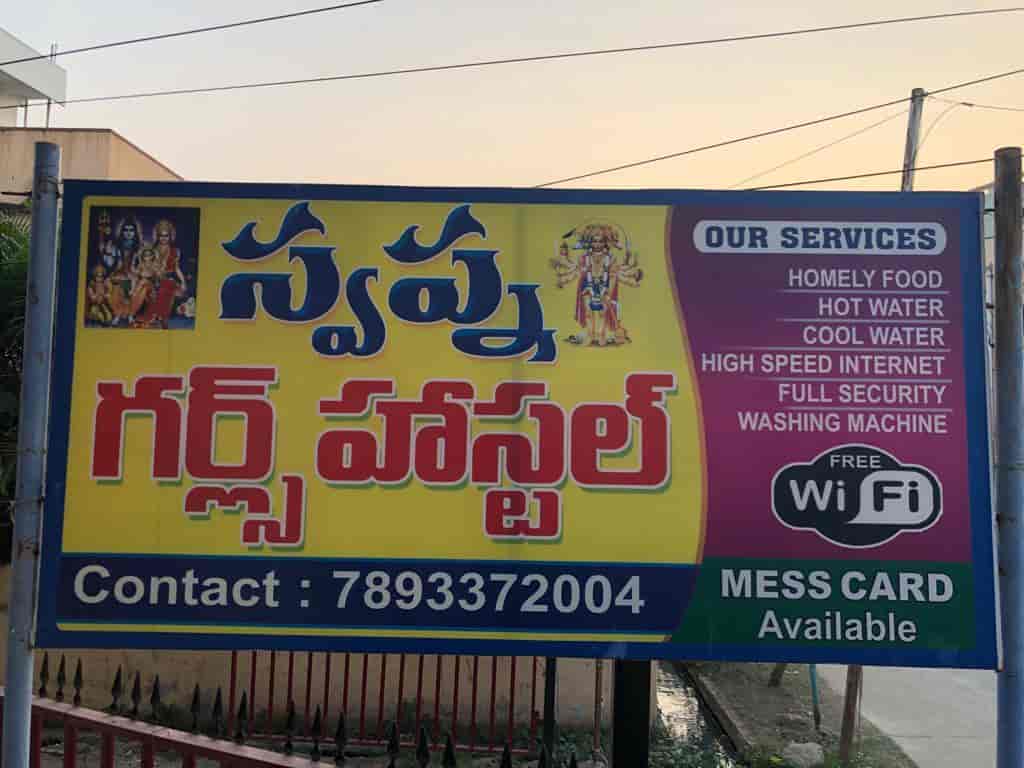 స్వప్న
గర్ల్స్ హాస్టల్
Contact : 7893372004
OUR SERVICES
HOMELY FOOD
HOT WATER
COOL WATER
HIGH SPEED INTERNET
FULL SECURITY
WASHING MACHINE
FREE
Wi Fi
MESS CARD
Available